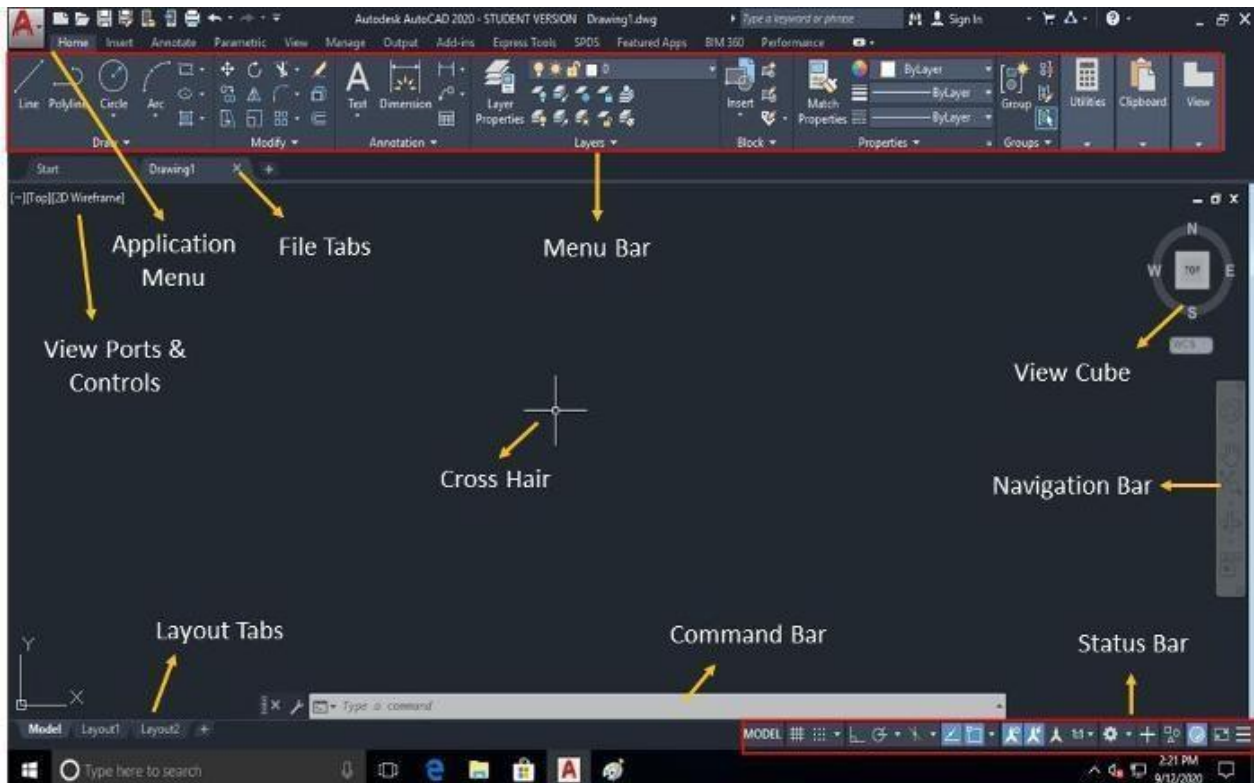 A Autodesk AutoCAD 2020 - STUDENT VERSION Drawing1.dwg Type a keyword or phrase Sign In
Home Insert Annotate Parametric View Manage Output Add-ins Express Tools SPDS Featured Apps BIM 360 Performance
0 ByLayer
A ByLayer
Line Polyline Circle Arc Text Dimension Layer Properties Insert Match Properties ByLayer Group Utilities Clipboard View
Draw Modify Annotation Layers Block Properties Groups
Start Drawing1
[-][Top][2D Wireframe]
Application Menu
File Tabs
Menu Bar
N
W TOP E
S
WCS
View Ports & Controls
View Cube
Cross Hair
Navigation Bar
Layout Tabs
Command Bar
Status Bar
Y
X
Type a command
Model Layout1 Layout2 +
MODEL
Type here to search
A
2:21 PM
9/12/2020